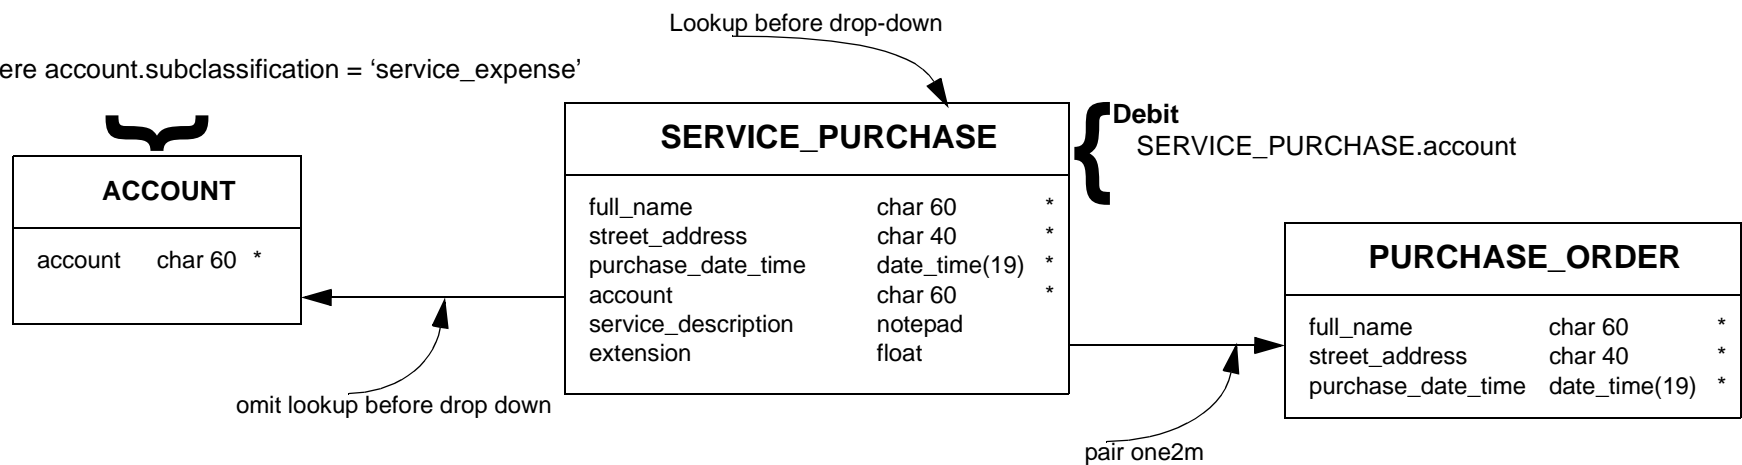 Lookup before drop-down
ere account.subclassification = ‘service_expense’
SERVICE_PURCHASE
Debit
SERVICE_PURCHASE.account
ACCOUNT
account char 60 *
full_name char 60 *
street_address char 40 *
purchase_date_time date_time(19) *
account char 60 *
service_description notepad
extension float
PURCHASE_ORDER
full_name char 60 *
street_address char 40 *
purchase_date_time date_time(19) *
omit lookup before drop down
pair one2m